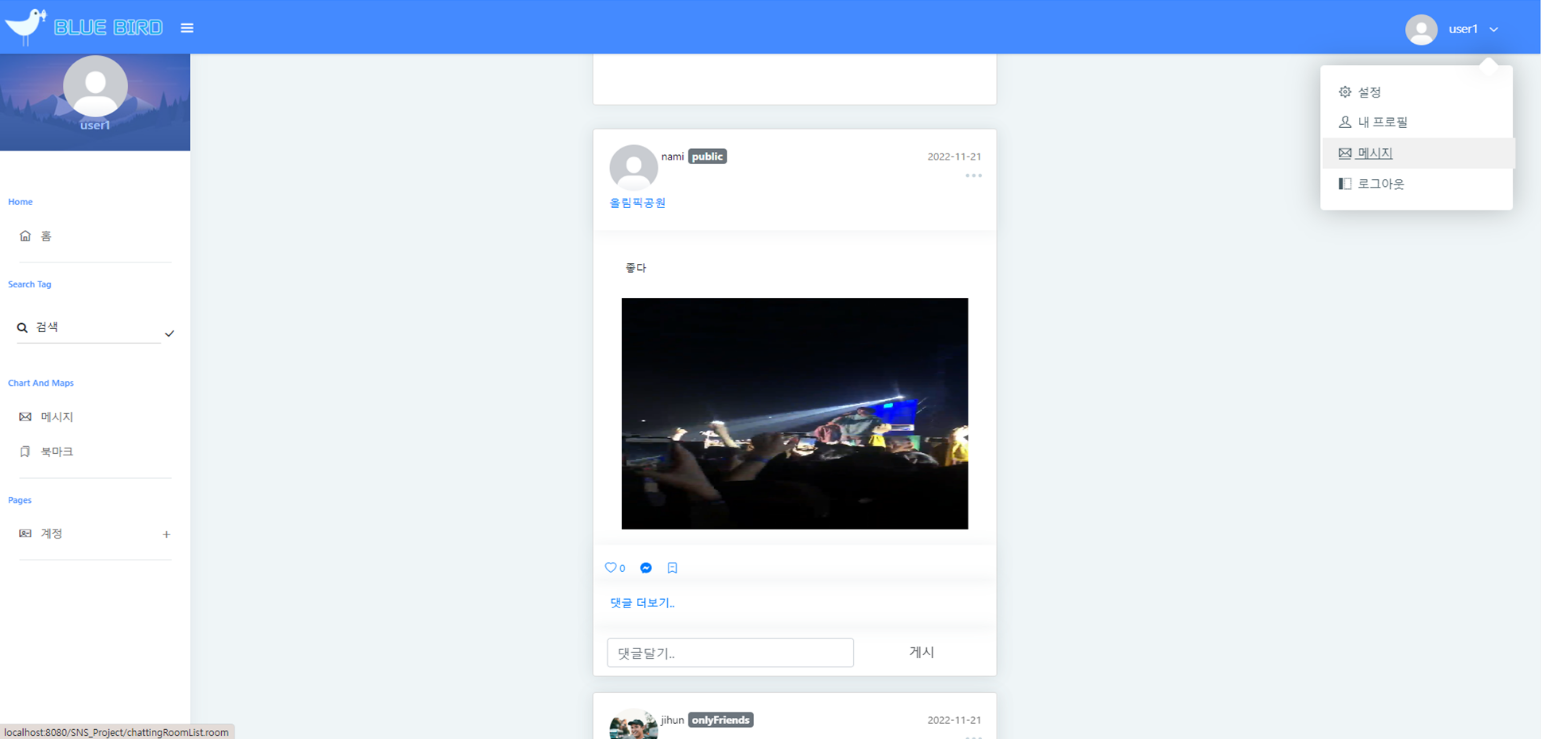 BLUE BIRD
user1
user1
Home
홈
Search Tag
검색
Chart And Maps
메시지
북마크
Pages
계정
+
nami public
2022-11-21
올림픽공원
좋다
0
댓글 더보기..
댓글달기..
게시
jihun onlyFriends
2022-11-21
설정
내 프로필
메시지
로그아웃
localhost:8080/SNS_Project/chattingRoomList.room